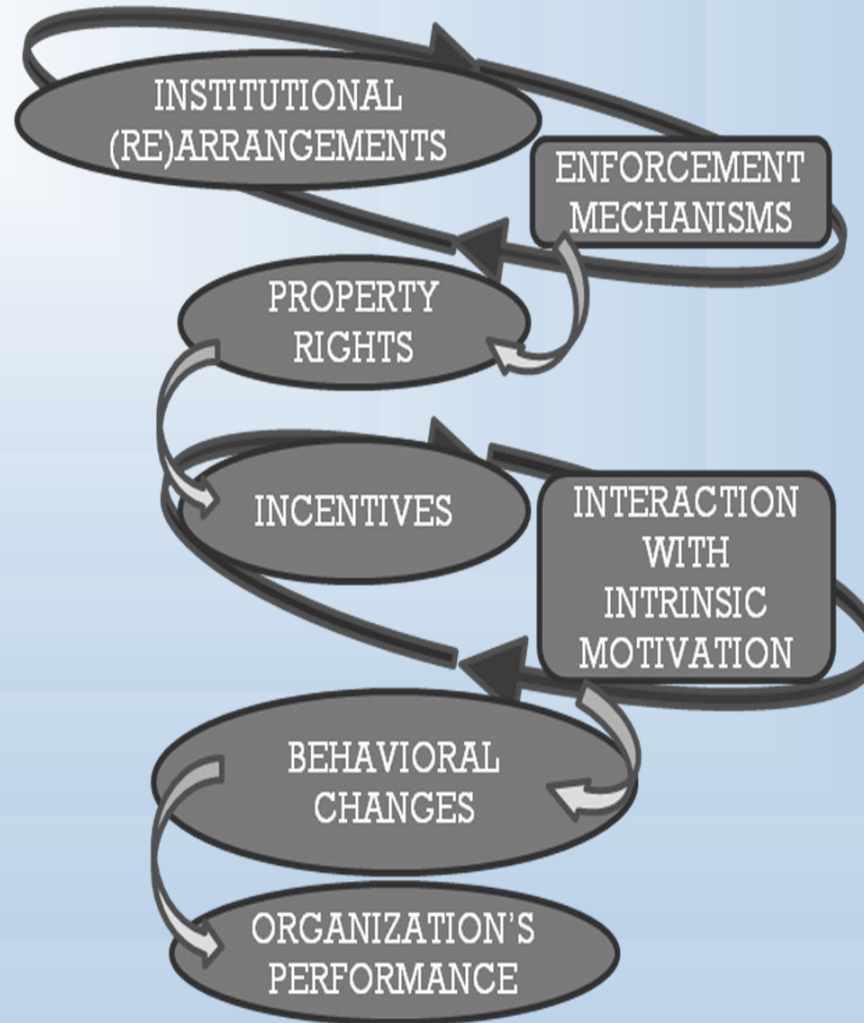 INSTITUTIONAL
(RE)ARRANGEMENTS
ENFORCEMENT
MECHANISMS
PROPERTY
RIGHTS
INCENTIVES
INTERACTION
WITH
INTRINSIC
MOTIVATION
BEHAVIORAL
CHANGES
ORGANIZATION'S
PERFORMANCE